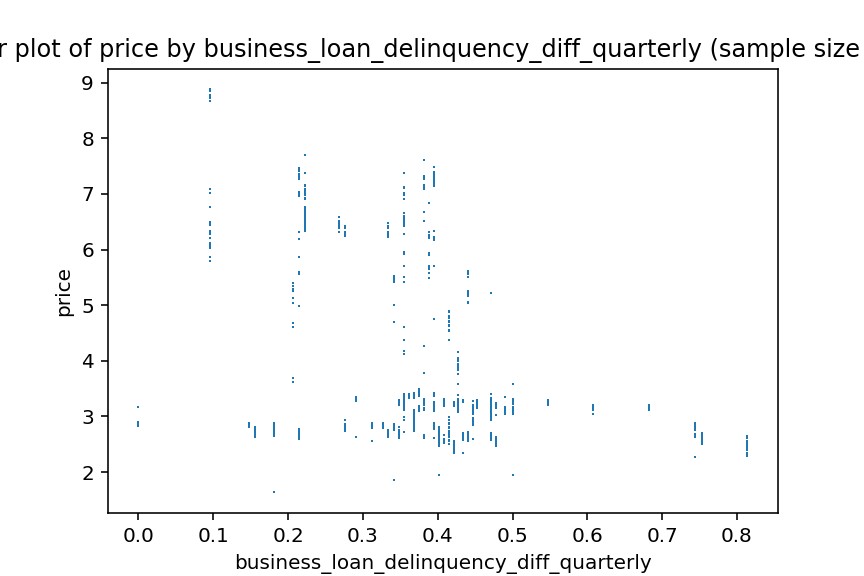 r plot of price by business_loan_delinquency_diff_quarterly (sample size
9
8
7
6
5
4
3
2
price
0.0 0.1 0.2 0.3 0.4 0.5 0.6 0.7 0.8
business_loan_delinquency_diff_quarterly